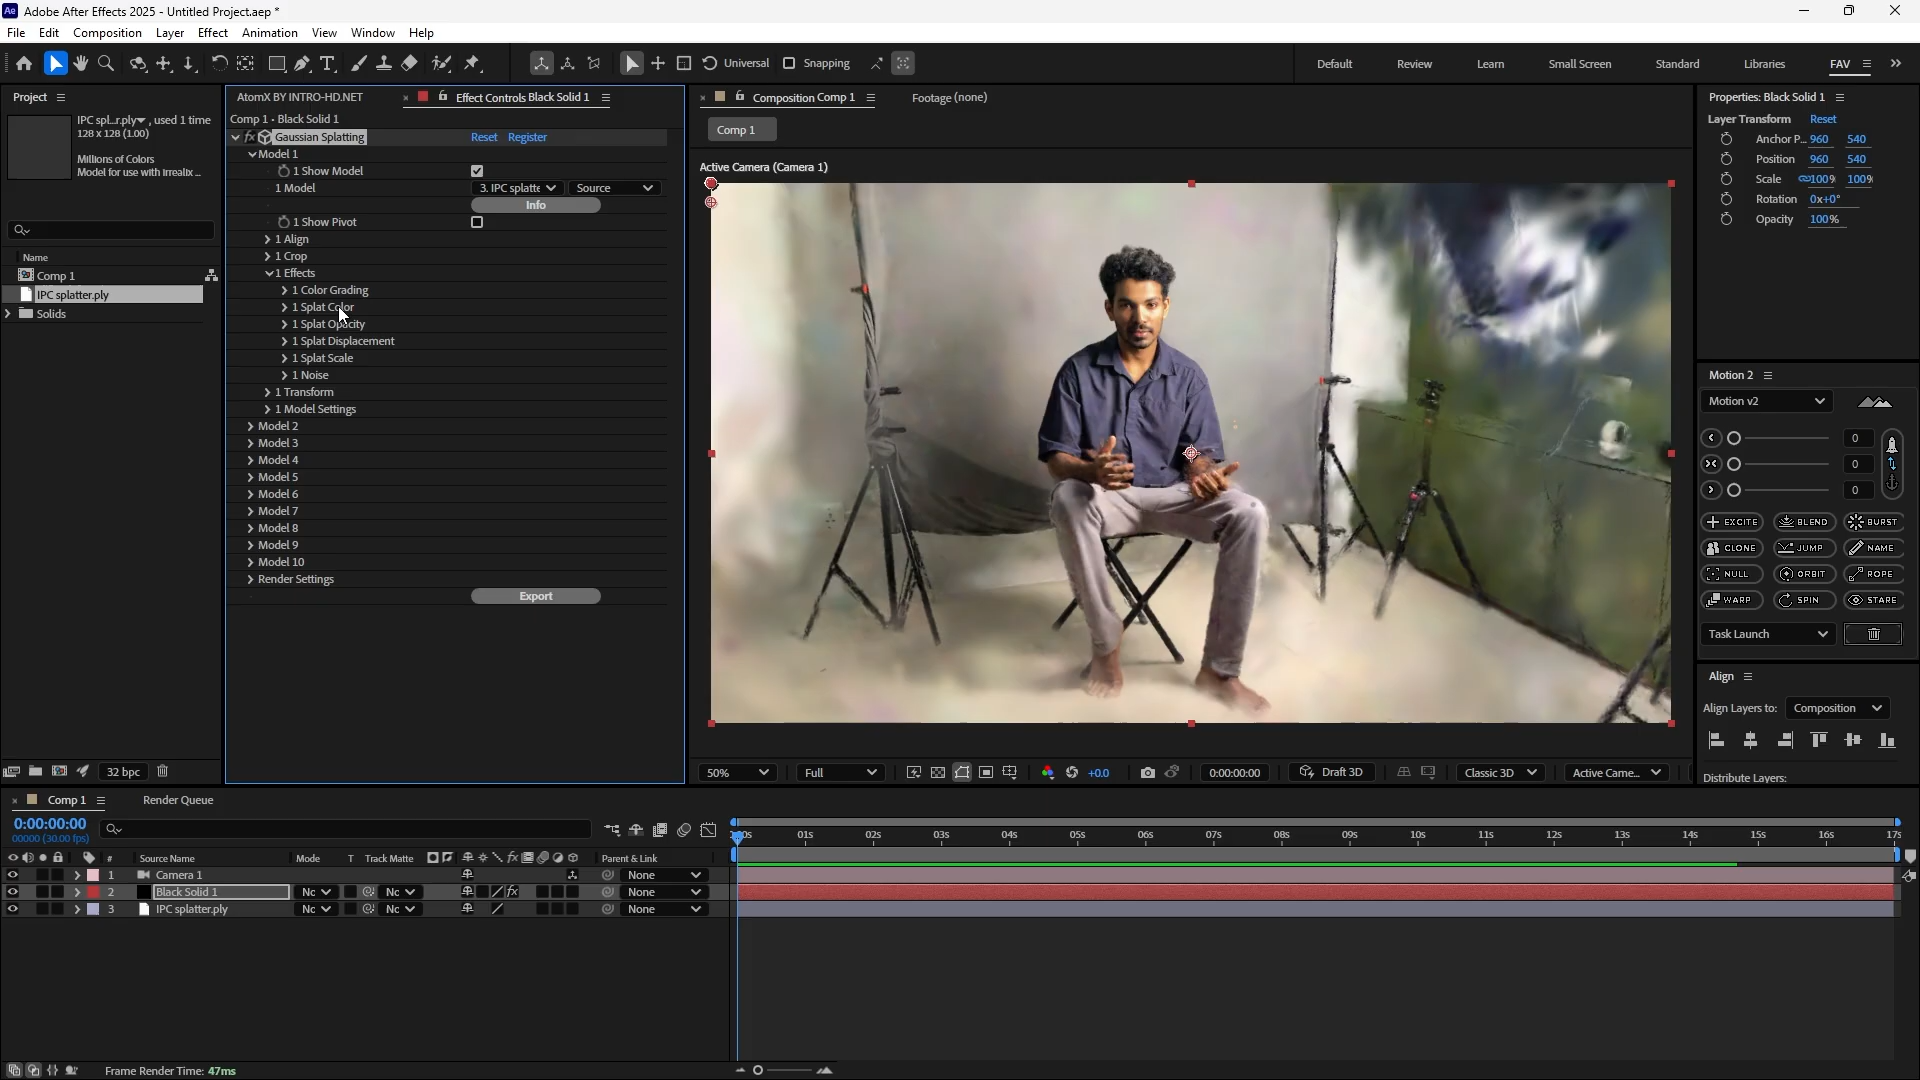 Adobe After Effects 2025 - Untitled Project.aep *
File Edit Composition Layer Effect Animation View Window Help
Universal Snapping
Default Review Learn Small Screen Standard Libraries FAV
Project
IPC spl...r.ply , used 1 time
128 x 128 (1.00)
Millions of Colors
Model for use with irrealix ...
Name
Comp 1
IPC splatter.ply
Solids
32 bpc
AtomX BY INTRO-HD.NET
Effect Controls Black Solid 1
Comp 1 • Black Solid 1
fx Gaussian Splatting Reset Register
Model 1
1 Show Model
1 Model 3. IPC splatte Source
Info
1 Show Pivot
1 Align
1 Crop
1 Effects
1 Color Grading
1 Splat Color
1 Splat Opacity
1 Splat Displacement
1 Splat Scale
1 Noise
1 Transform
1 Model Settings
Model 2
Model 3
Model 4
Model 5
Model 6
Model 7
Model 8
Model 9
Model 10
Render Settings
Export
Composition Comp 1
Footage (none)
Comp 1
Active Camera (Camera 1)
50% Full +0.0 0:00:00:00 Draft 3D Classic 3D Active Came...
Properties: Black Solid 1
Layer Transform Reset
Anchor P... 960 540
Position 960 540
Scale 100% 100%
Rotation 0x+0°
Opacity 100%
Motion 2
Motion v2
0
0
0
EXCITE BLEND BURST
CLONE JUMP NAME
NULL ORBIT ROPE
WARP SPIN STARE
Task Launch
Align
Align Layers to: Composition
Distribute Layers:
Comp 1
Render Queue
0:00:00:00
00000 (30.00 fps)
# Source Name Mode T Track Matte fx Parent & Link
1 Camera 1 None
2 Black Solid 1 Nc Nc fx None
3 IPC splatter.ply Nc Nc None
01s 02s 03s 04s 05s 06s 07s 08s 09s 10s 11s 12s 13s 14s 15s 16s 17s
Frame Render Time: 47ms